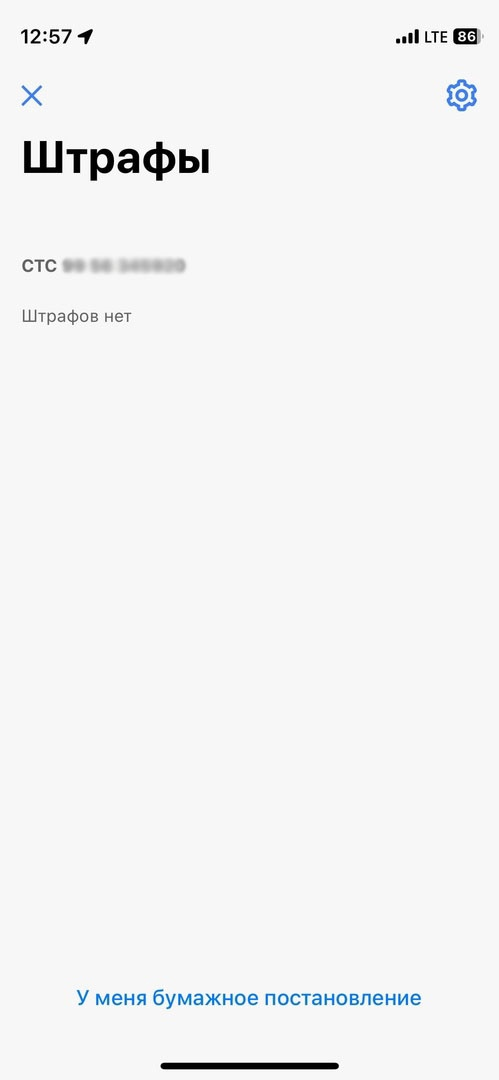 12:57
LTE 86
Штрафы
СТС
Штрафов нет
У меня бумажное постановление